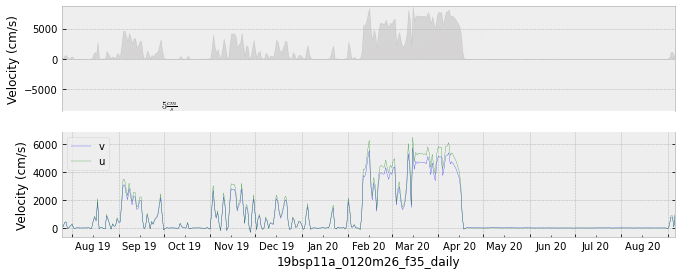 Velocity (cm/s)
5000
0
−5000
5 cm/s
Velocity (cm/s)
6000
4000
2000
0
v
u
Aug 19 Sep 19 Oct 19 Nov 19 Dec 19 Jan 20 Feb 20 Mar 20 Apr 20 May 20 Jun 20 Jul 20 Aug 20
19bsp11a_0120m26_f35_daily